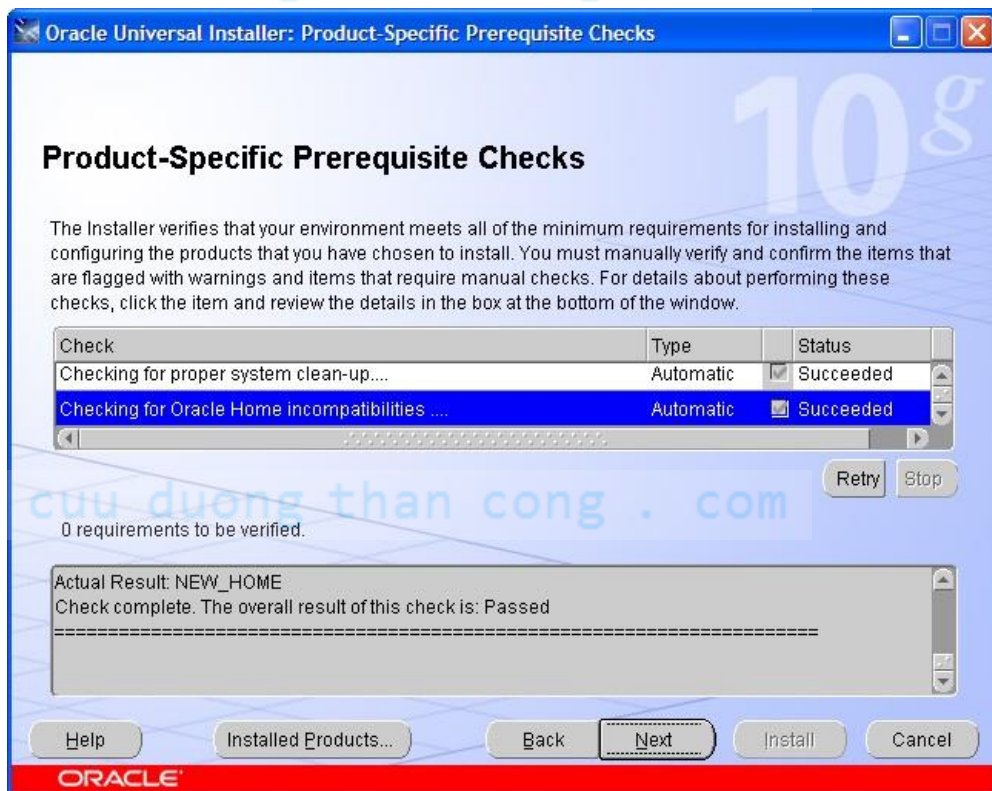 Oracle Universal Installer: Product-Specific Prerequisite Checks
10g
Product-Specific Prerequisite Checks
The Installer verifies that your environment meets all of the minimum requirements for installing and
configuring the products that you have chosen to install. You must manually verify and confirm the items that
are flagged with warnings and items that require manual checks. For details about performing these
checks, click the item and review the details in the box at the bottom of the window.
Check Type Status
Checking for proper system clean-up.... Automatic Succeeded
Checking for Oracle Home incompatibilities .... Automatic Succeeded
Retry Stop
cuu duong than cong . com
0 requirements to be verified.
Actual Result: NEW_HOME
Check complete. The overall result of this check is: Passed
========================================================================
Help Installed Products... Back Next Install Cancel
ORACLE